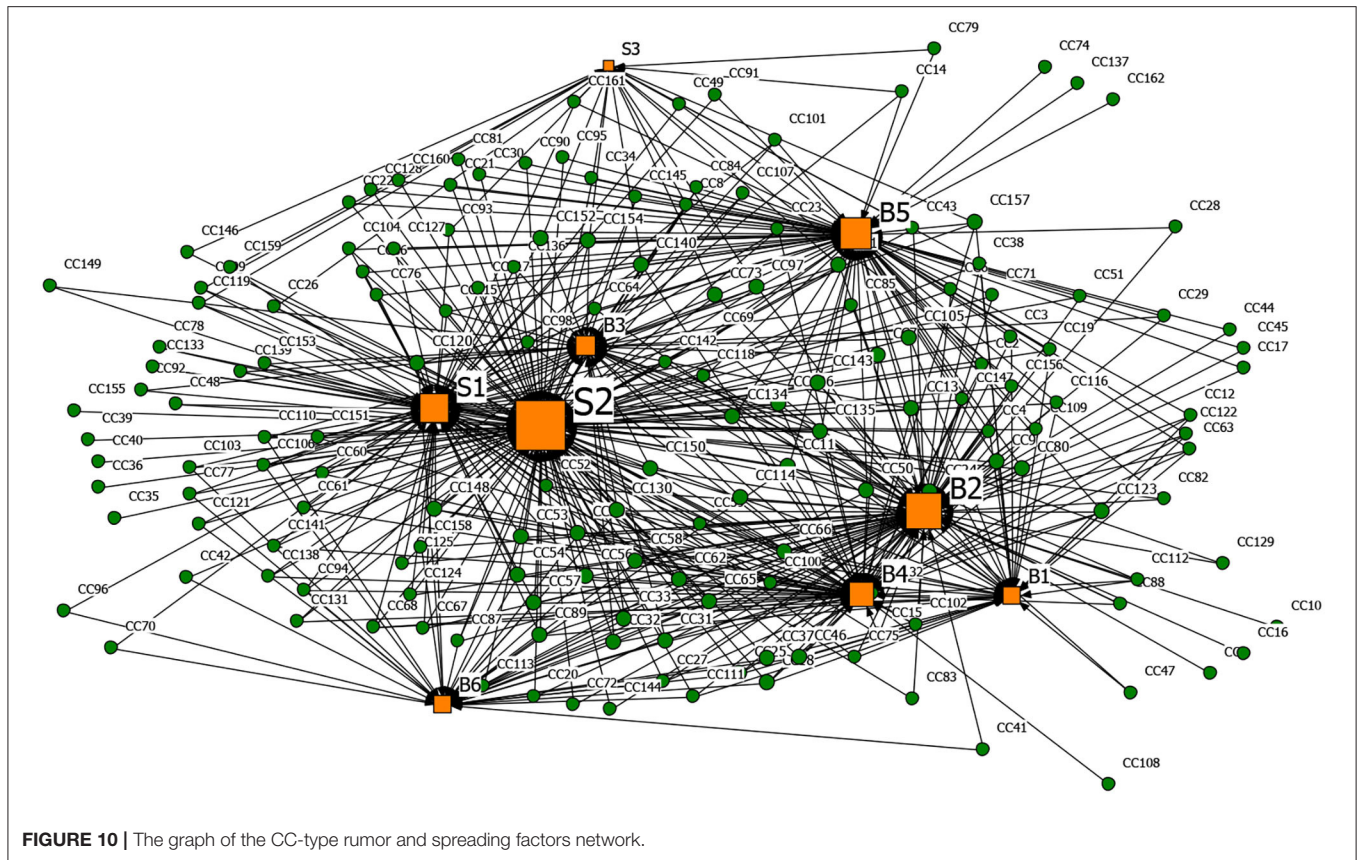 S3
CC79
CC74
CC137
CC162
CC14
CC91
CC49
CC161
CC101
CC81
CC160
CC21
CC30
CC90
CC95
CC34
CC145
CC84
CC8
CC107
CC128
CC22
CC93
CC152
CC154
CC23
B5
CC43
CC157
CC28
CC146
CC159
CC104
CC127
CC136
CC140
CC38
CC149
CC119
CC26
CC76
CC64
CC73
CC97
CC85
CC71
CC51
CC29
CC44
CC45
CC17
CC78
CC133
CC153
CC139
CC120
CC98
B3
CC69
CC142
CC118
CC105
CC3
CC19
CC143
CC156
CC92
CC155
CC48
S1
S2
CC134
CC13
CC147
CC116
CC12
CC122
CC63
CC39
CC110
CC151
CC135
CC4
CC109
CC40
CC103
CC106
CC60
CC11
CC9
CC80
CC36
CC77
CC61
CC52
CC150
CC114
CC50
CC82
CC35
CC121
CC148
CC130
B2
CC123
CC42
CC141
CC158
CC53
CC58
CC66
CC138
CC125
CC54
CC56
CC62
CC100
CC112
CC129
CC96
CC94
CC124
CC57
CC65
B4
B1
CC88
CC10
CC70
CC131
CC68
CC67
CC87
CC89
CC33
CC32
CC31
CC15
CC102
CC16
CC37
CC46
CC75
CC47
B6
CC113
CC20
CC72
CC144
CC27
CC111
CC83
CC41
CC108
FIGURE 10 | The graph of the CC-type rumor and spreading factors network.